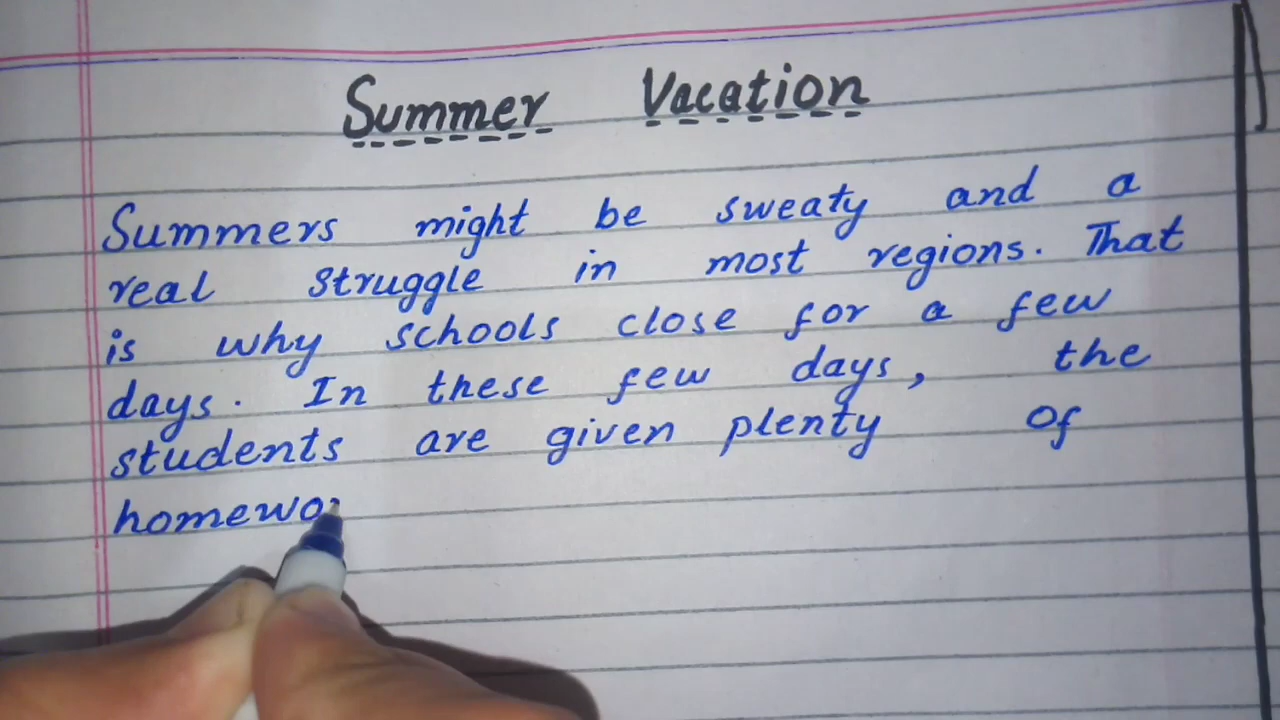 Summer Vacation
Summers might be sweaty and a
real struggle in most regions. That
is why schools close for a few
days. In these few days, the
students are given plenty of
homewo